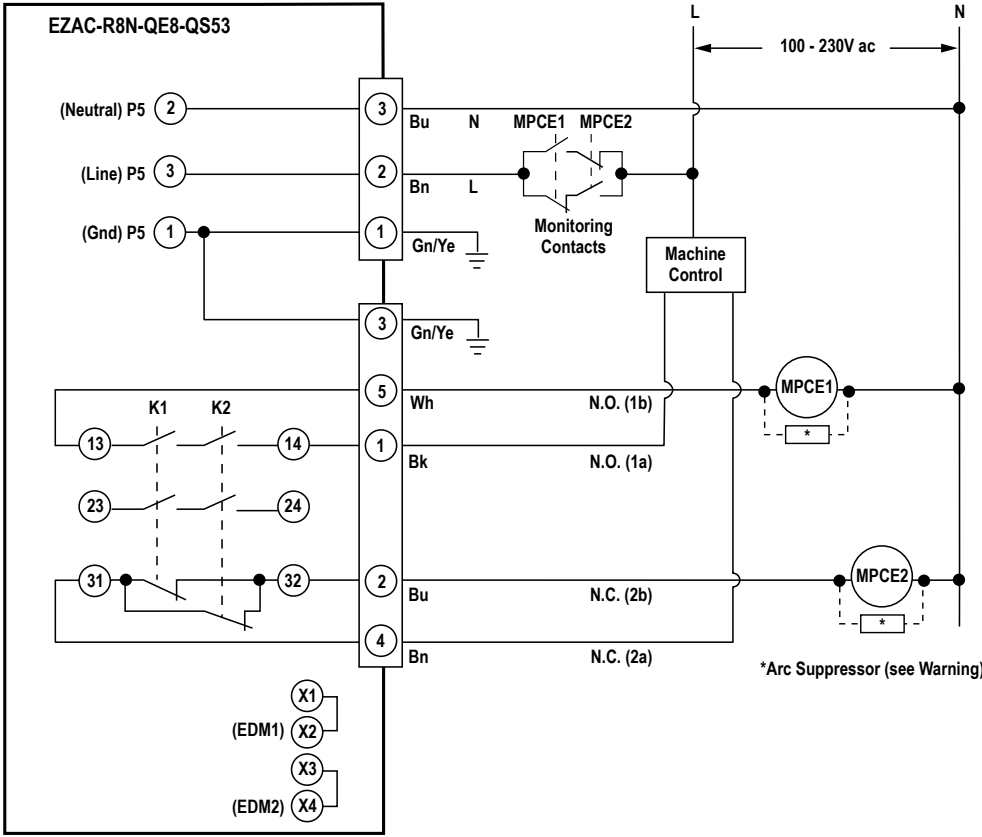 EZAC-R8N-QE8-QS53
L
N
100 - 230V ac
(Neutral) P5 2
3
Bu N
MPCE1 MPCE2
(Line) P5 3
2
Bn L
Monitoring
Contacts
(Gnd) P5 1
1
Gn/Ye
Machine
Control
3
Gn/Ye
5
Wh N.O. (1b)
MPCE1
*
K1 K2
13 14
1
Bk N.O. (1a)
23 24
31 32
2
Bu N.C. (2b)
MPCE2
*
4
Bn N.C. (2a)
*Arc Suppressor (see Warning)
X1
(EDM1) X2
X3
(EDM2) X4